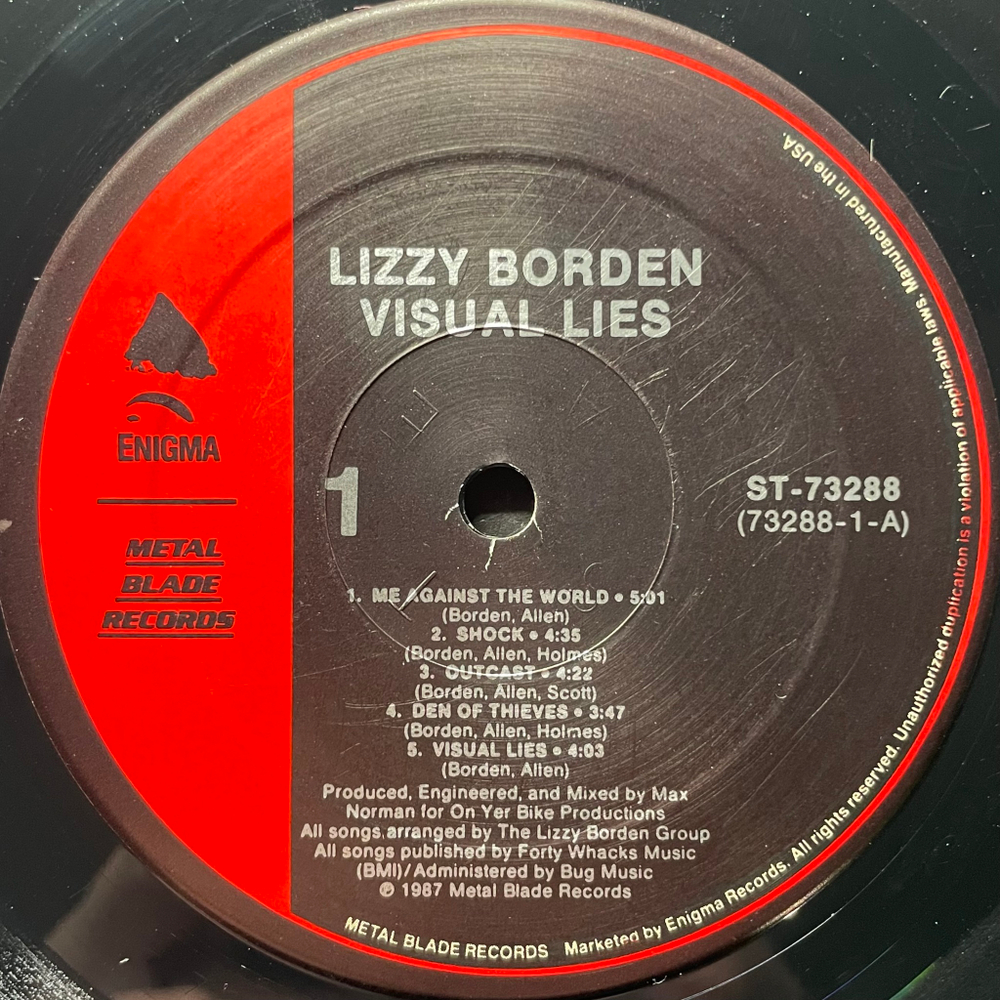 LIZZY BORDEN
VISUAL LIES
ENIGMA
METAL
BLADE
RECORDS
1
ST-73288
(73288-1-A)
1. ME AGAINST THE WORLD • 5:01
(Borden, Allen)
2. SHOCK • 4:35
(Borden, Allen, Holmes)
3. OUTCAST • 4:22
(Borden, Allen, Scott)
4. DEN OF THIEVES • 3:47
(Borden, Allen, Holmes)
5. VISUAL LIES • 4:03
(Borden, Allen)
Produced, Engineered, and Mixed by Max
Norman for On Yer Bike Productions
All songs arranged by The Lizzy Borden Group
All songs published by Forty Whacks Music
(BMI)/Administered by Bug Music
℗ 1987 Metal Blade Records
METAL BLADE RECORDS Marketed by Enigma Records. All rights reserved. Unauthorized duplication is a violation of applicable laws. Manufactured in the USA.